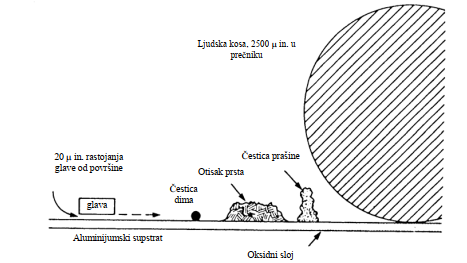 Ljudska kosa, 2500 µ in. u
prečniku
20 µ in. rastojanja
glave od površine
Čestica prašine
Otisak prsta
Čestica
dima
glava
Aluminijumski supstrat
Oksidni sloj